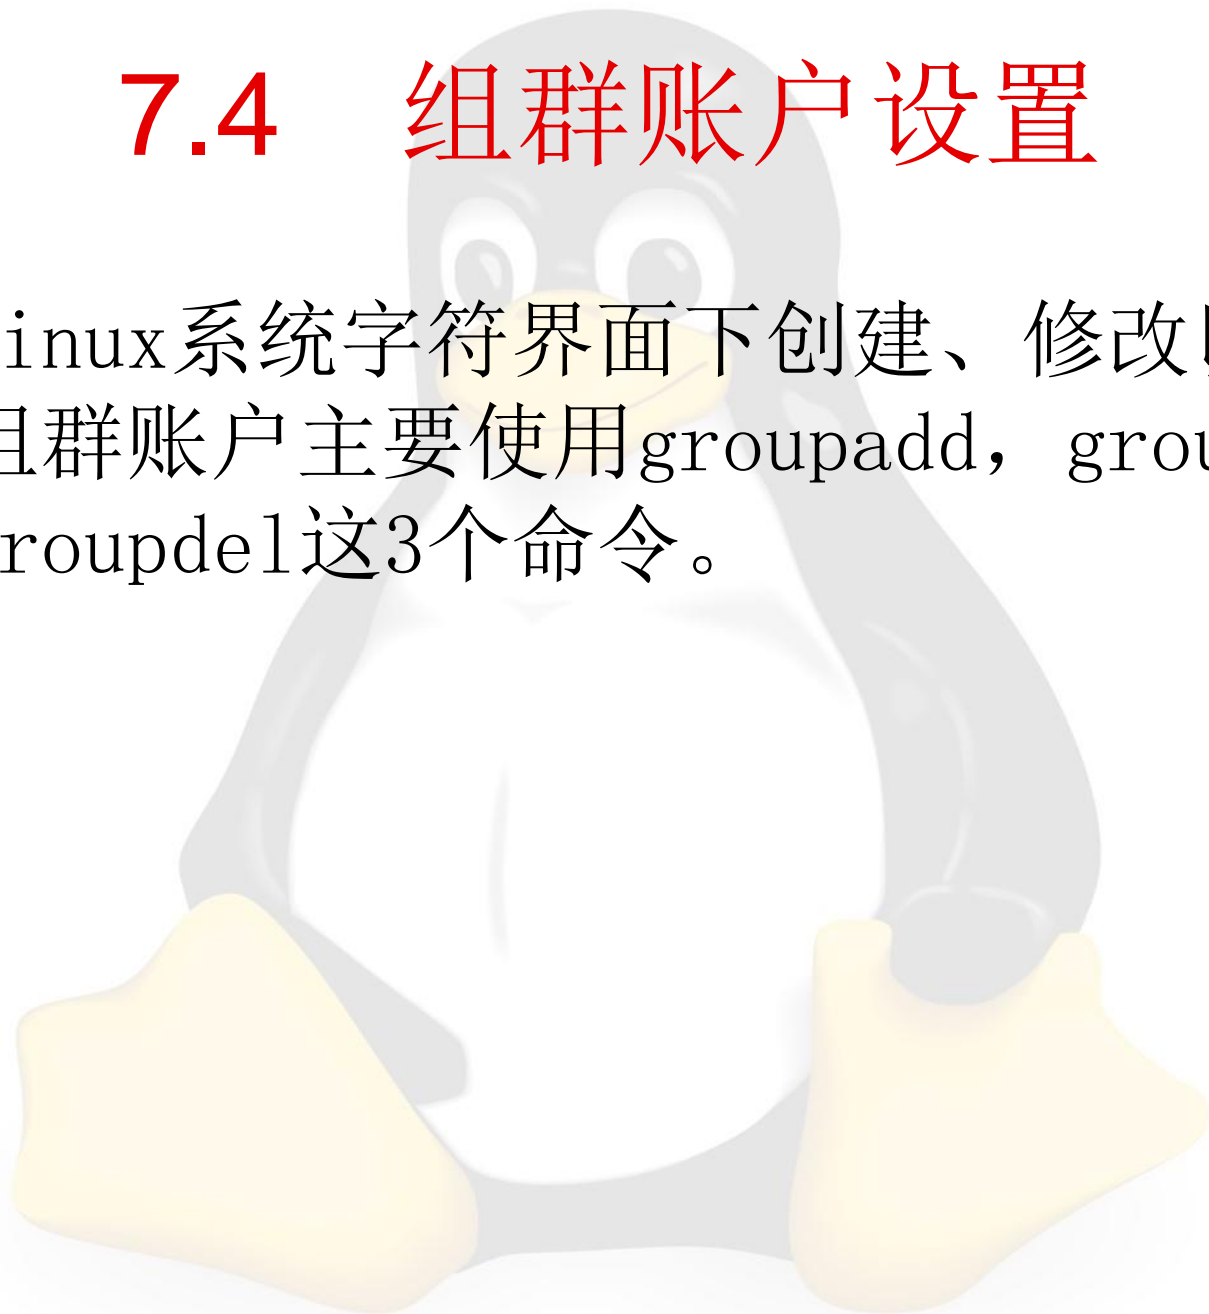 7.4 组群账户设置
inux系统字符界面下创建、修改
组群账户主要使用groupadd，grou
roupdel这3个命令。